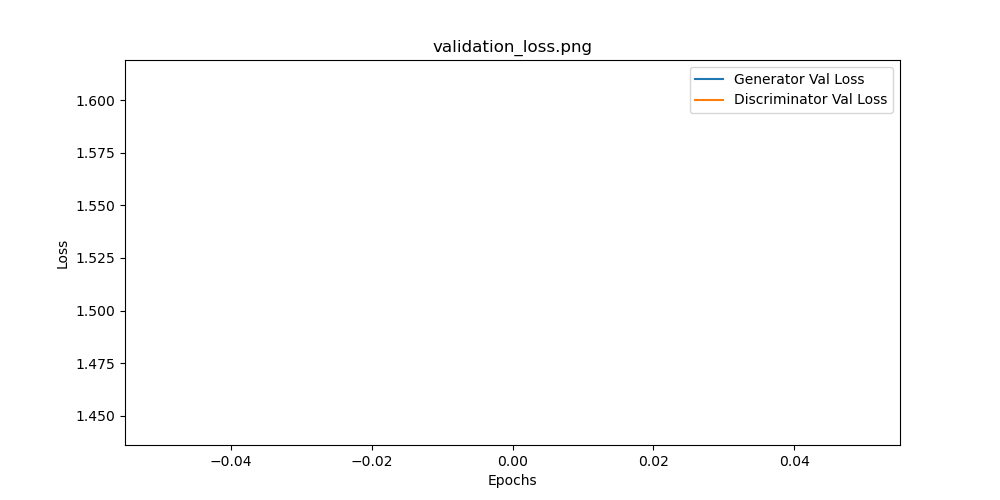 validation_loss.png
Generator Val Loss
Discriminator Val Loss
1.600
1.575
1.550
1.525
1.500
1.475
1.450
Loss
−0.04
−0.02
0.00
0.02
0.04
Epochs